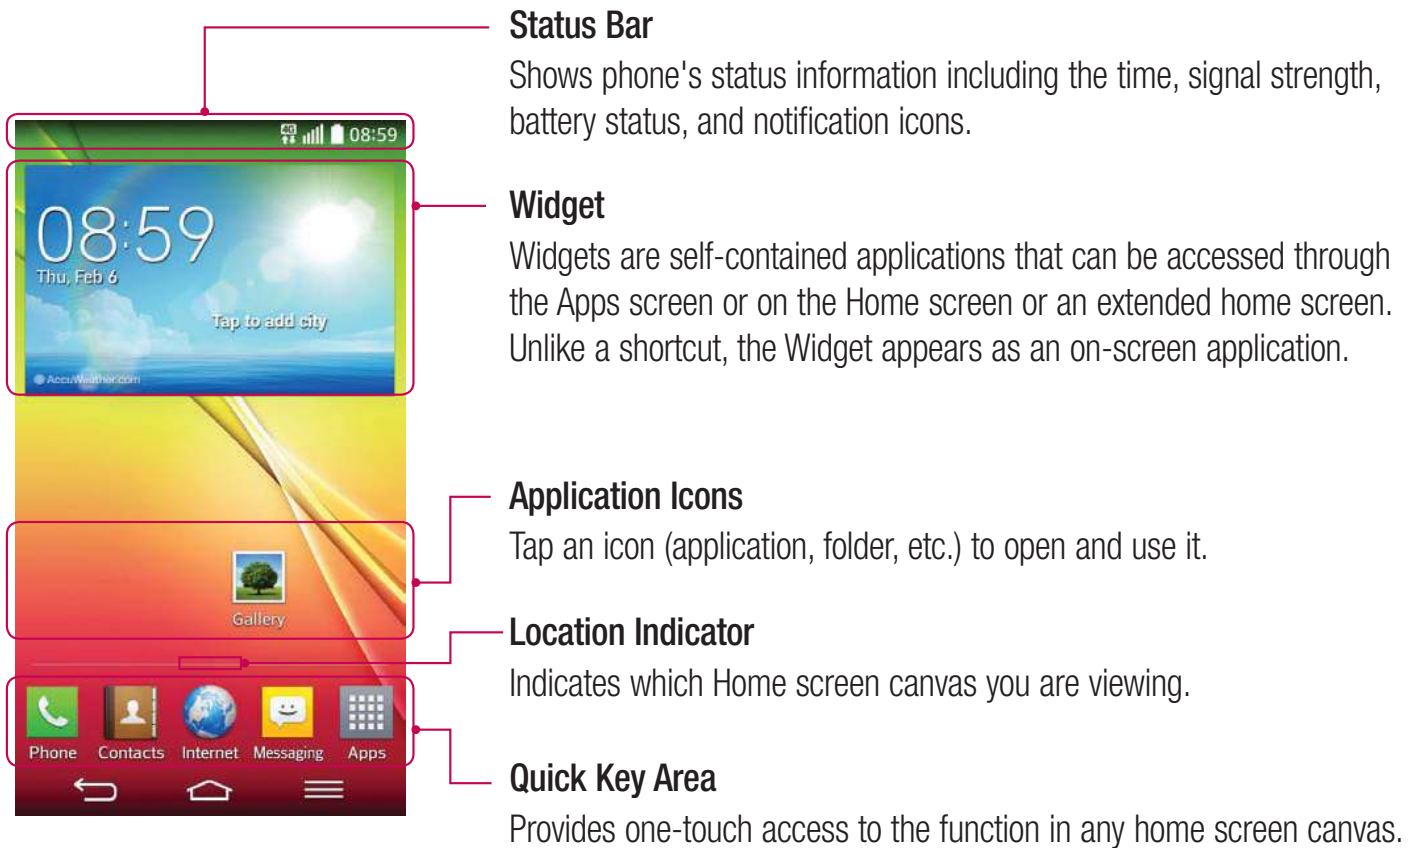 Status Bar
Shows phone's status information including the time, signal strength,
battery status, and notification icons.
4G 08:59
08:59
Thu, Feb 6
Tap to add city
AccuWeather.com
Widget
Widgets are self-contained applications that can be accessed through
the Apps screen or on the Home screen or an extended home screen.
Unlike a shortcut, the Widget appears as an on-screen application.
Application Icons
Tap an icon (application, folder, etc.) to open and use it.
Gallery
Location Indicator
Indicates which Home screen canvas you are viewing.
Phone Contacts Internet Messaging Apps
Quick Key Area
Provides one-touch access to the function in any home screen canvas.